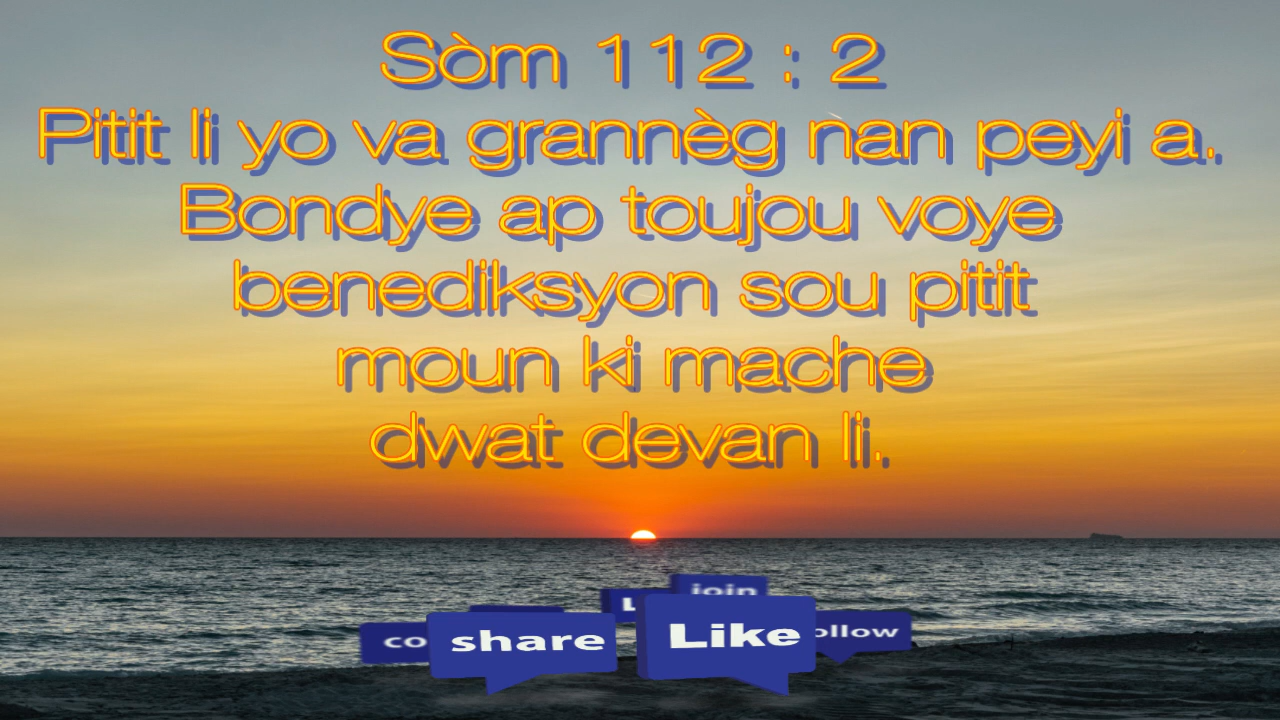 Sòm 112 : 2
Pitit li yo va grannèg nan peyi a.
Bondye ap toujou voye
benediksyon sou pitit
moun ki mache
dwat devan li.
join
share
Like